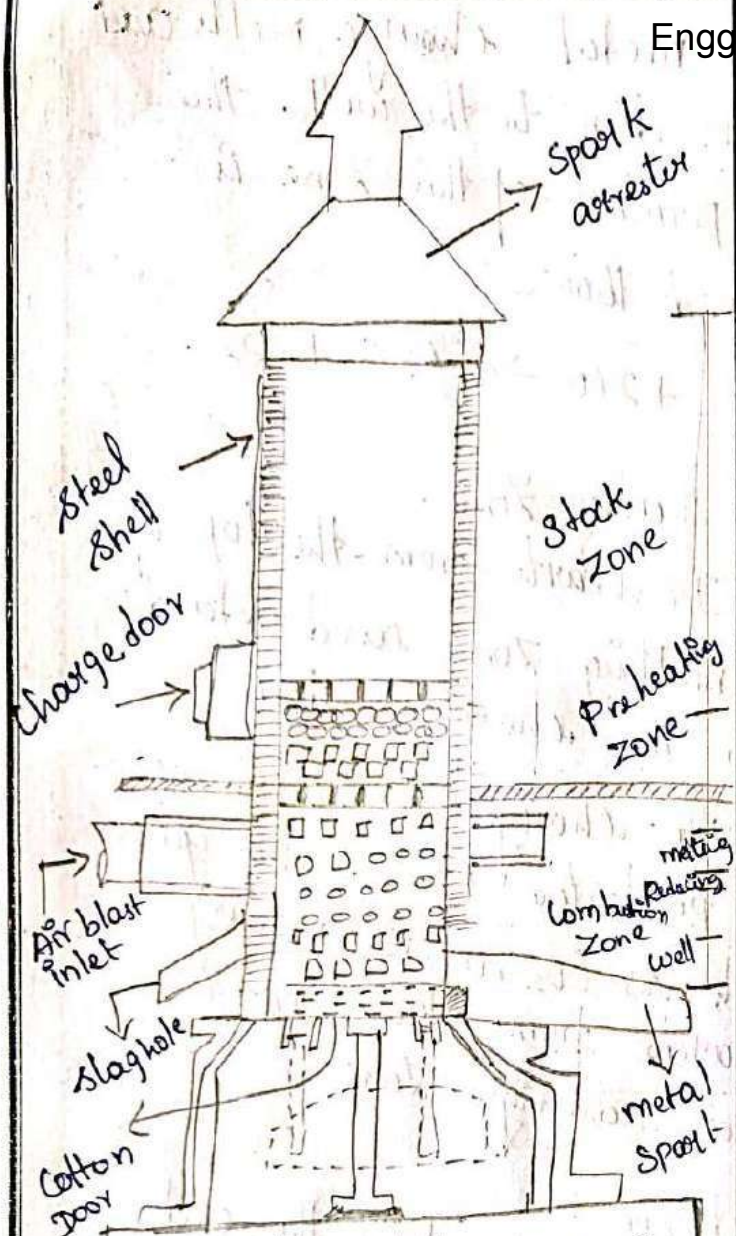 Engg
Spark
arrester
Steel
Shell
Stock
Zone
Charge door
Preheating
Zone
Air blast
inlet
melting
Reducing
Combustion
Zone
well
Slaghole
metal
Spout
Cotton
Door